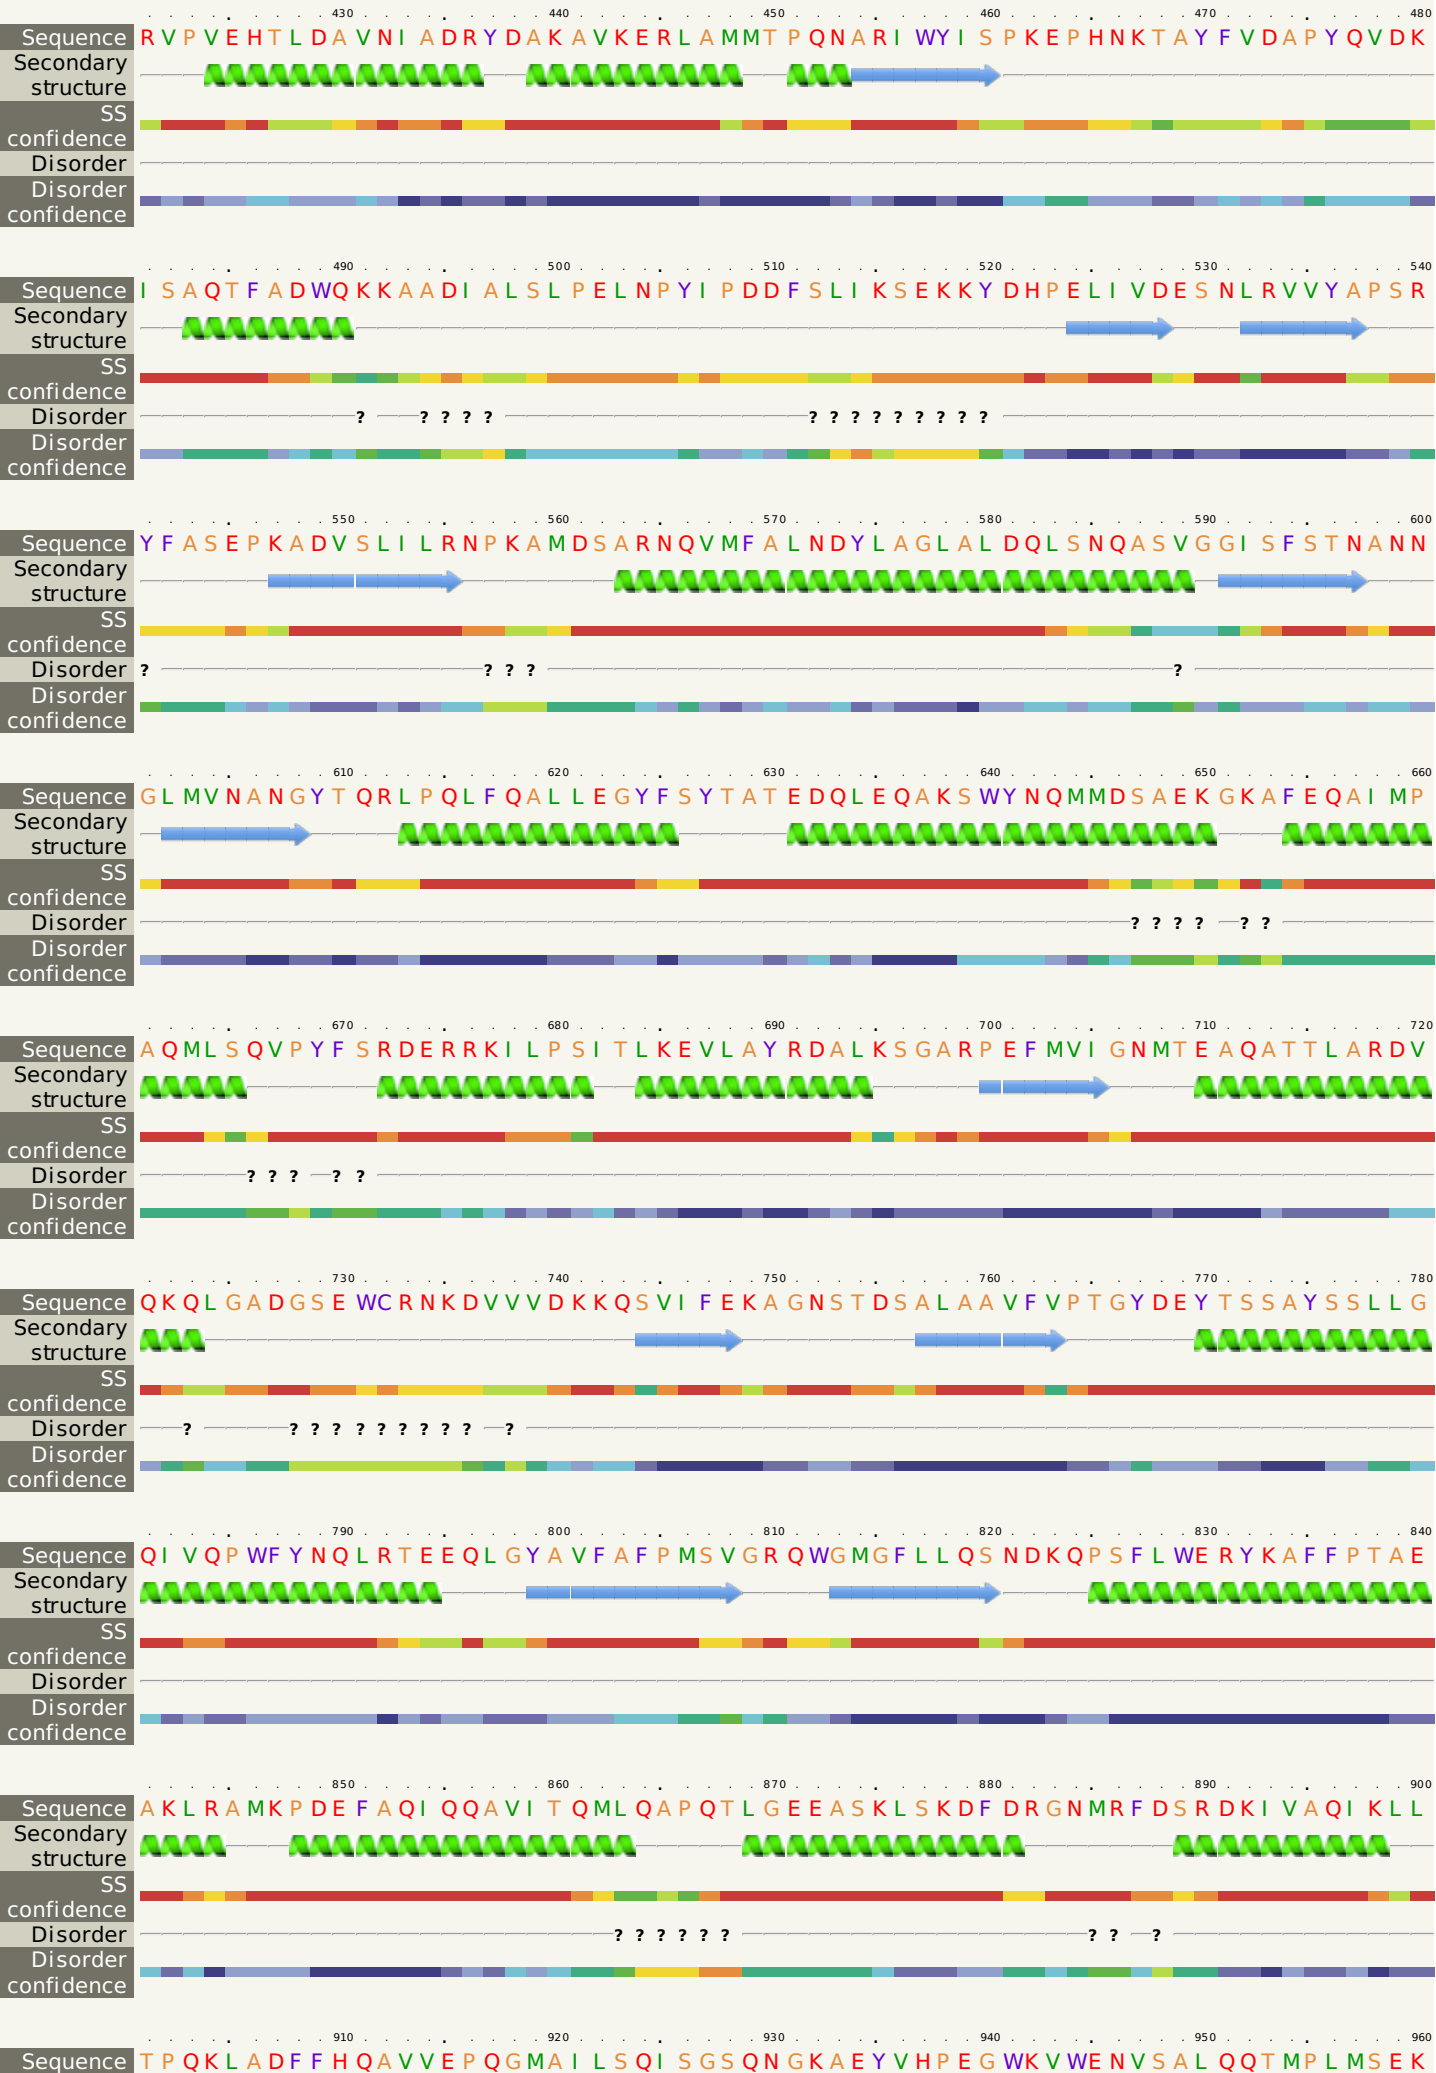 430 440 450 460 470 480
Sequence RVPVEHTLDAVNIADRYDAKAVKERLAMMTPQNARIWYISPKEPHNKTAYFVDAPYQVDK
Secondary
structure
SS
confidence
Disorder
Disorder
confidence
490 500 510 520 530 540
Sequence ISAQTFADWQKKAADIALSLPELNPYIPDDFSLIKSEKKYDHPELIVDESNLRVVYAPSR
Secondary
structure
SS
confidence
Disorder ? ? ? ? ? ? ? ? ? ? ? ? ? ?
Disorder
confidence
550 560 570 580 590 600
Sequence YFASEPKADVSLILRNPKAMDSARNQVMFALNDYLAGLALDQLSNQASVGGISFSTNANN
Secondary
structure
SS
confidence
Disorder ? ? ? ? ?
Disorder
confidence
610 620 630 640 650 660
Sequence GLMVNANGYTQRLPQLFQALLEGYFSYTATEDQLEQAKSWYNQMMDSAEKGKAFEQAIMP
Secondary
structure
SS
confidence
Disorder ? ? ? ? ? ?
Disorder
confidence
670 680 690 700 710 720
Sequence AQMLSQVPYFSRDERRKILPSITLKEVLAYRDALKSGARPEFMVIGNMTEAQATTLARDV
Secondary
structure
SS
confidence
Disorder ? ? ? ? ?
Disorder
confidence
730 740 750 760 770 780
Sequence QKQLGADGSEWCRNKDVVVDKKQSVIFEKAGNSTDSALAAVFVPTGYDEYTSSAYSSLLG
Secondary
structure
SS
confidence
Disorder ? ? ? ? ? ? ? ? ? ? ?
Disorder
confidence
790 800 810 820 830 840
Sequence QIVQPWFYNQLRTEEQLGYAVFAFPMSVGRQWGMGFLLQSNDKQPSFLWERYKAFFPTAE
Secondary
structure
SS
confidence
Disorder
Disorder
confidence
850 860 870 880 890 900
Sequence AKLRAMKPDEFAQIQQAVITQMLQAPQTLGEEASKLSKDFDRGNMRFDSRDKIVAQIKLL
Secondary
structure
SS
confidence
Disorder ? ? ? ? ? ? ? ? ?
Disorder
confidence
910 920 930 940 950 960
Sequence TPQKLADFFHQAVVEPQGMAILSQISGSQNGKAEYVHPEGWKVWENVSALQQTMPLMSEK